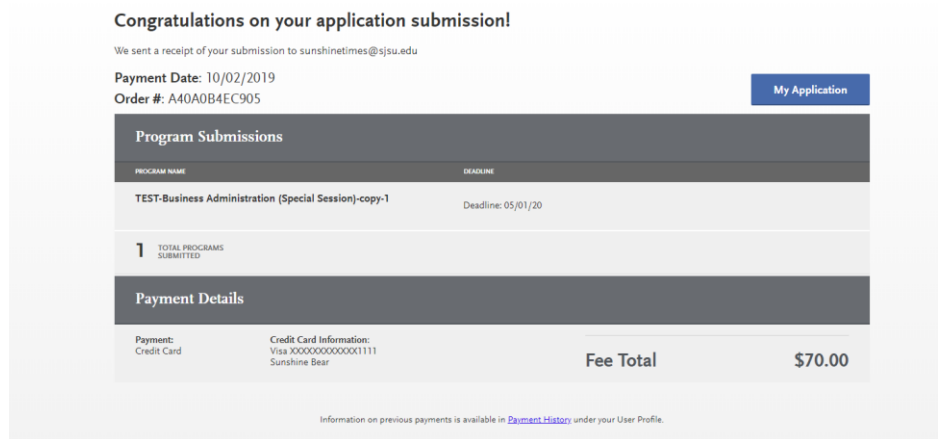 Congratulations on your application submission!
We sent a receipt of your submission to sunshinetimes@sjsu.edu
Payment Date: 10/02/2019
Order #: A40A0B4EC905
My Application
Program Submissions
PROGRAM NAME DEADLINE
TEST-Business Administration (Special Session)-copy-1
Deadline: 05/01/20
1 TOTAL PROGRAMS
SUBMITTED
Payment Details
Payment: Credit Card Information:
Credit Card Visa XXXXXXXXXXXX1111
Sunshine Bear
Fee Total $70.00
Information on previous payments is available in Payment History under your User Profile.